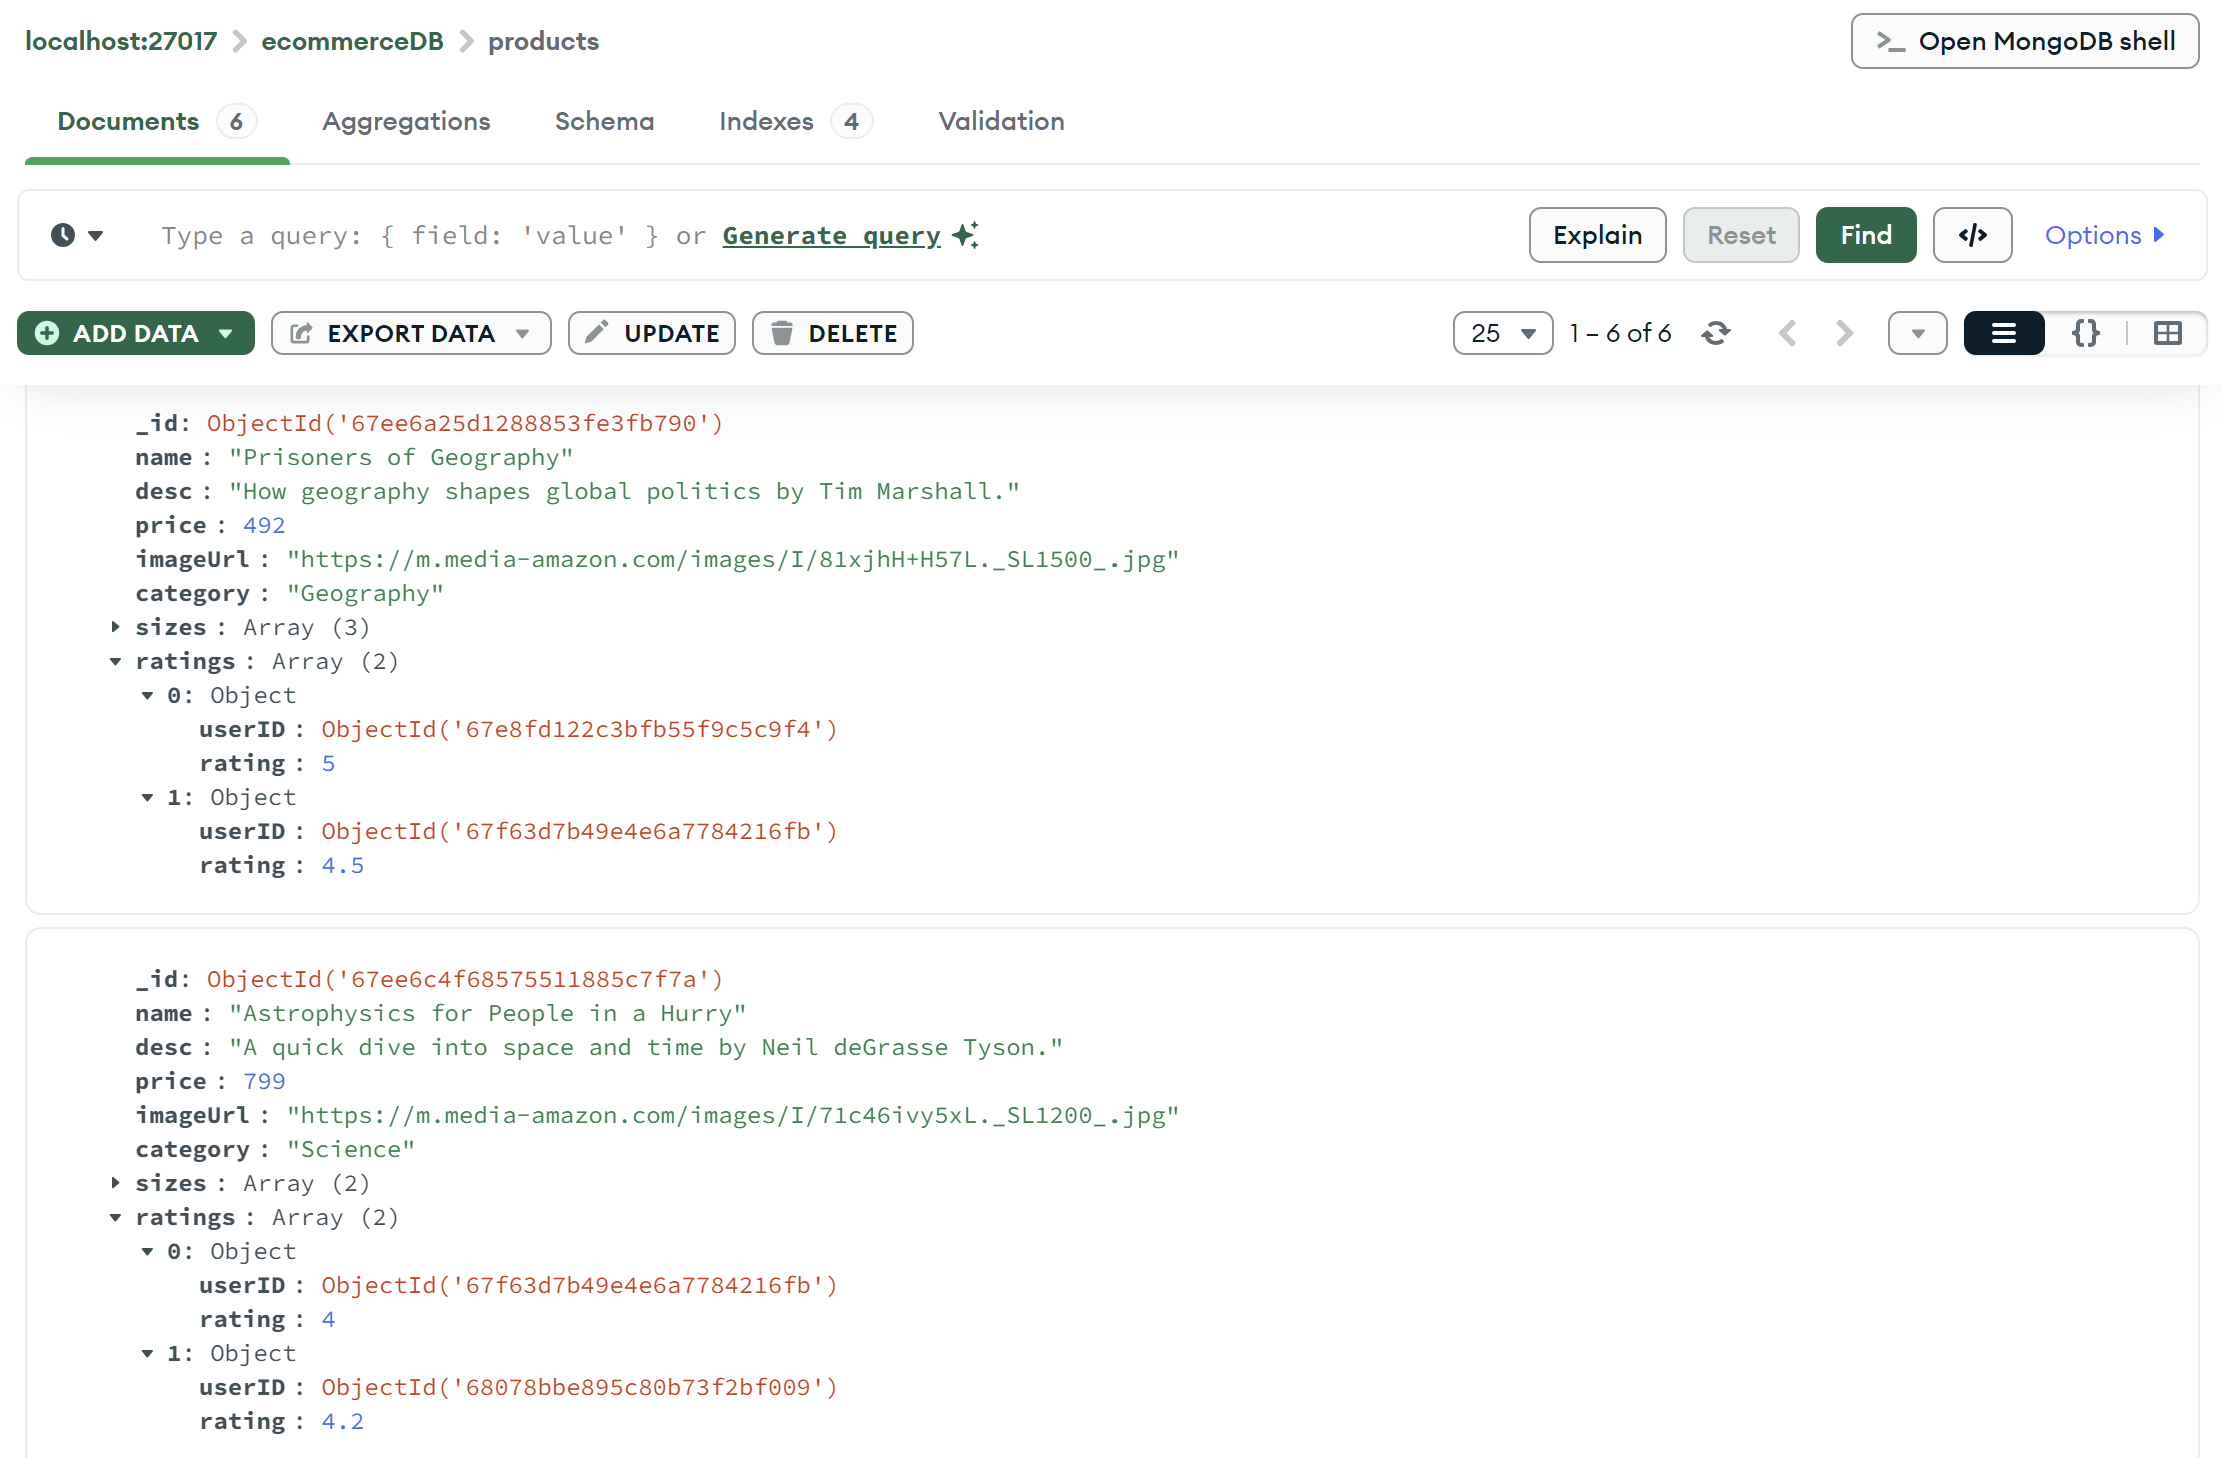 localhost:27017 > ecommerceDB > products
>_ Open MongoDB shell
Documents 6 Aggregations Schema Indexes 4 Validation
Type a query: { field: 'value' } or Generate query
Explain Reset Find </> Options
ADD DATA EXPORT DATA UPDATE DELETE 25 1 – 6 of 6 {}
_id: ObjectId('67ee6a25d1288853fe3fb790')
name : "Prisoners of Geography"
desc : "How geography shapes global politics by Tim Marshall."
price : 492
imageUrl : "https://m.media-amazon.com/images/I/81xjhH+H57L._SL1500_.jpg"
category : "Geography"
sizes : Array (3)
ratings : Array (2)
0: Object
userID : ObjectId('67e8fd122c3bfb55f9c5c9f4')
rating : 5
1: Object
userID : ObjectId('67f63d7b49e4e6a7784216fb')
rating : 4.5
_id: ObjectId('67ee6c4f68575511885c7f7a')
name : "Astrophysics for People in a Hurry"
desc : "A quick dive into space and time by Neil deGrasse Tyson."
price : 799
imageUrl : "https://m.media-amazon.com/images/I/71c46ivy5xL._SL1200_.jpg"
category : "Science"
sizes : Array (2)
ratings : Array (2)
0: Object
userID : ObjectId('67f63d7b49e4e6a7784216fb')
rating : 4
1: Object
userID : ObjectId('68078bbe895c80b73f2bf009')
rating : 4.2